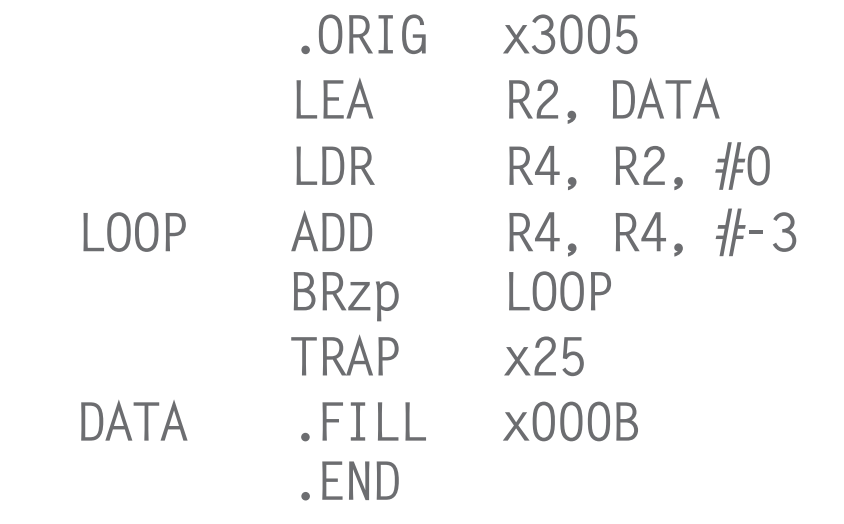 .ORIG x3005
LEA R2, DATA
LDR R4, R2, #0
LOOP ADD R4, R4, #-3
BRzp LOOP
TRAP x25
DATA .FILL x000B
.END